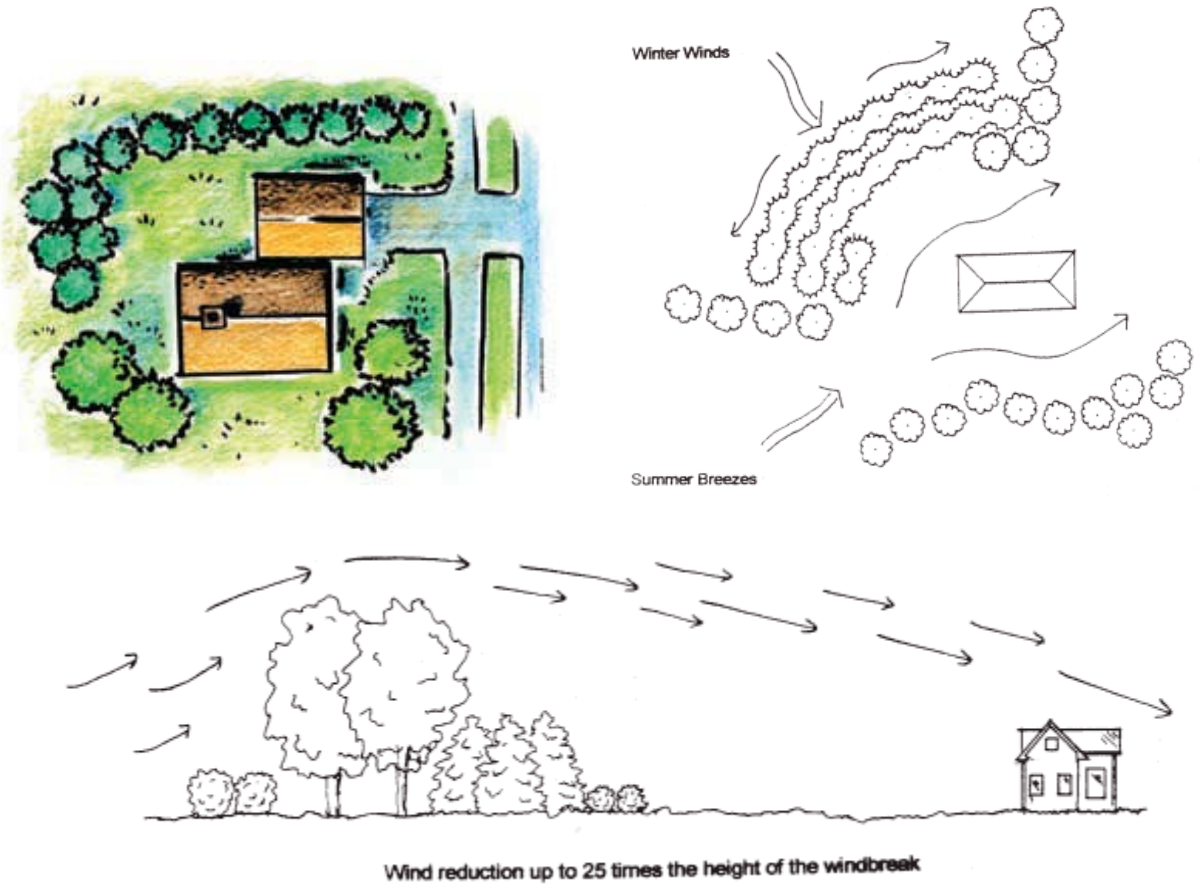 Winter Winds
Summer Breezes
Wind reduction up to 25 times the height of the windbreak